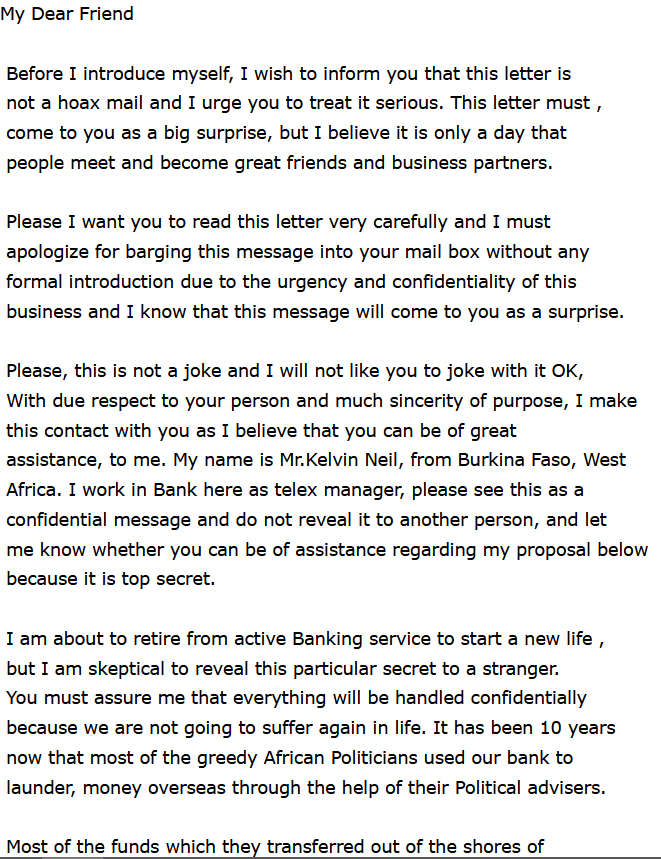 My Dear Friend
Before I introduce myself, I wish to inform you that this letter is
not a hoax mail and I urge you to treat it serious. This letter must ,
come to you as a big surprise, but I believe it is only a day that
people meet and become great friends and business partners.
Please I want you to read this letter very carefully and I must
apologize for barging this message into your mail box without any
formal introduction due to the urgency and confidentiality of this
business and I know that this message will come to you as a surprise.
Please, this is not a joke and I will not like you to joke with it OK,
With due respect to your person and much sincerity of purpose, I make
this contact with you as I believe that you can be of great
assistance, to me. My name is Mr.Kelvin Neil, from Burkina Faso, West
Africa. I work in Bank here as telex manager, please see this as a
confidential message and do not reveal it to another person, and let
me know whether you can be of assistance regarding my proposal below
because it is top secret.
I am about to retire from active Banking service to start a new life ,
but I am skeptical to reveal this particular secret to a stranger.
You must assure me that everything will be handled confidentially
because we are not going to suffer again in life. It has been 10 years
now that most of the greedy African Politicians used our bank to
launder, money overseas through the help of their Political advisers.
Most of the funds which they transferred out of the shores of